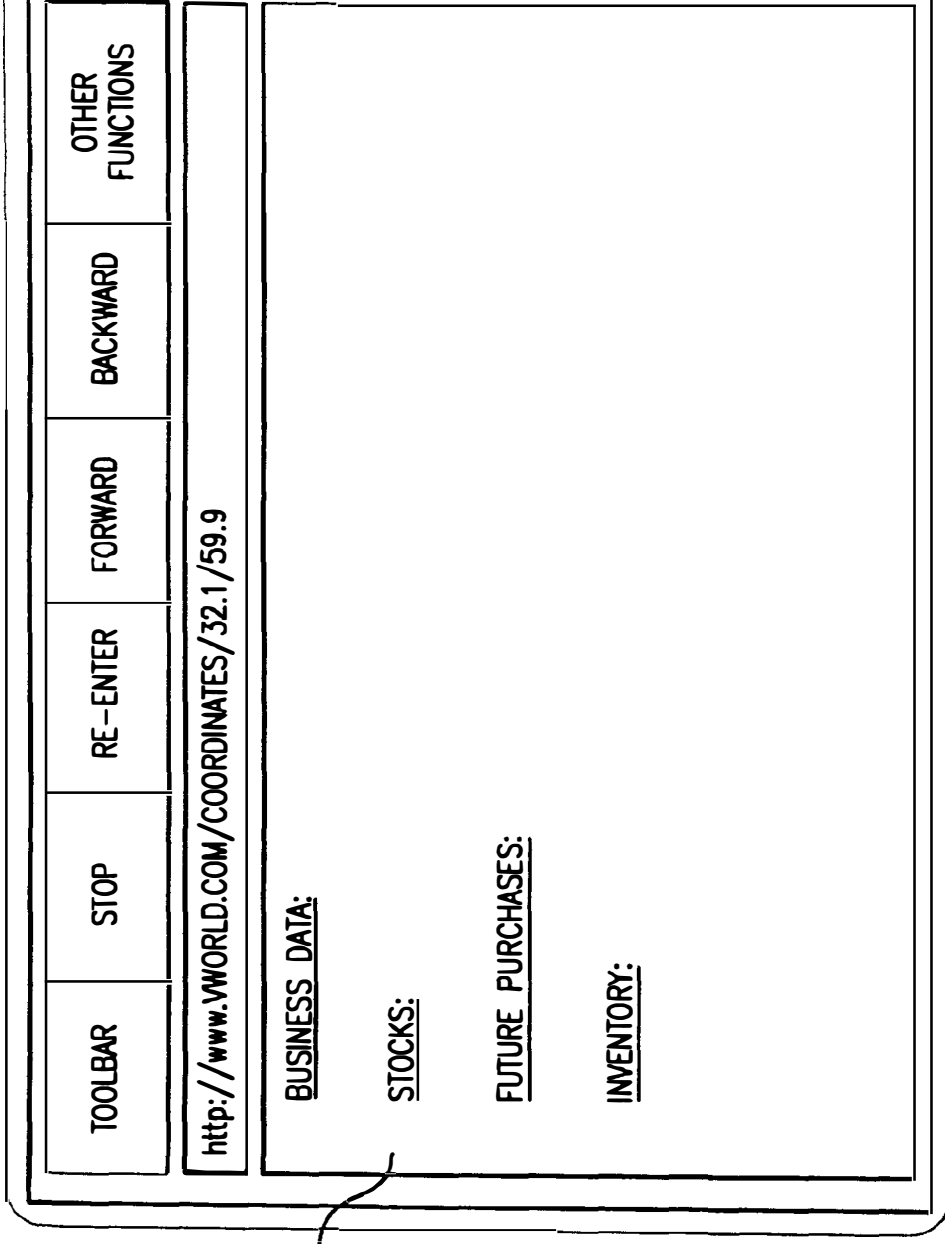 TOOLBAR
STOP
RE-ENTER
FORWARD
BACKWARD
OTHER
FUNCTIONS
http://www.VWORLD.COM/COORDINATES/32.1/59.9
BUSINESS DATA:
STOCKS:
FUTURE PURCHASES:
INVENTORY: